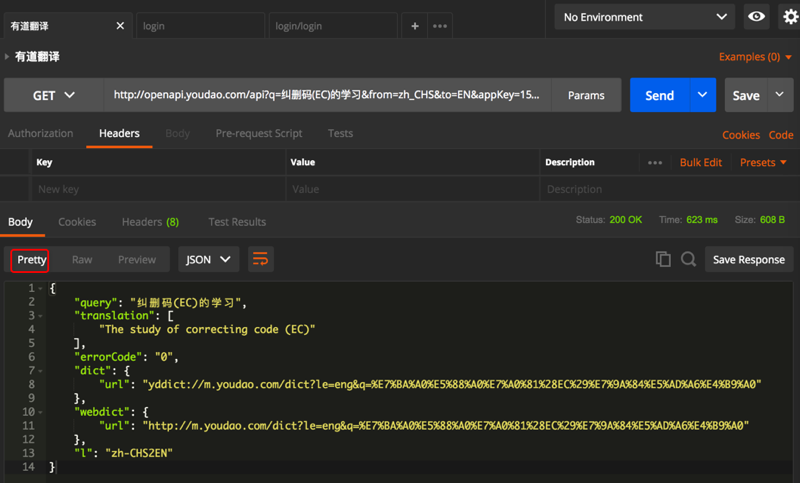 有道翻译 ✕ login login/login + ••• No Environment
有道翻译 Examples (0)
GET http://openapi.youdao.com/api?q=纠删码(EC)的学习&from=zh_CHS&to=EN&appKey=15... Params Send Save
Authorization Headers Body Pre-request Script Tests Cookies Code
Key Value Description ••• Bulk Edit Presets
New key Value Description
Body Cookies Headers (8) Test Results Status: 200 OK Time: 623 ms Size: 608 B
Pretty Raw Preview JSON Save Response
1 {
2 "query": "纠删码(EC)的学习",
3 "translation": [
4 "The study of correcting code (EC)"
5 ],
6 "errorCode": "0",
7 "dict": {
8 "url": "yddict://m.youdao.com/dict?le=eng&q=%E7%BA%A0%E5%88%A0%E7%A0%81%28EC%29%E7%9A%84%E5%AD%A6%E4%B9%A0"
9 },
10 "webdict": {
11 "url": "http://m.youdao.com/dict?le=eng&q=%E7%BA%A0%E5%88%A0%E7%A0%81%28EC%29%E7%9A%84%E5%AD%A6%E4%B9%A0"
12 },
13 "l": "zh-CHS2EN"
14 }